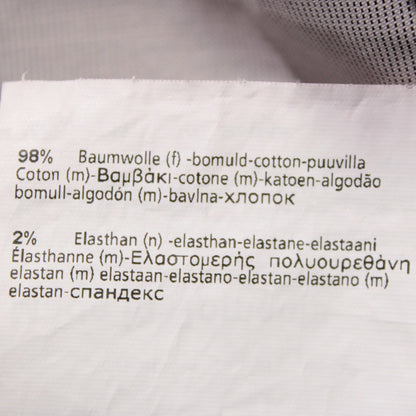 98% Baumwolle (f) -bomuld-cotton-puuvilla
Coton (m)-Βαμβάκι-cotone (m)-katoen-algodão
bomull-algodón (m)-bavlna-хлопок
2% Elasthan (n) -elasthan-elastane-elastaani
Élasthanne (m)-Ελαστομερής πολυουρεθάνη
elastan (m) elastaan-elastano-elastan-elastano (m)
elastan-спандекс